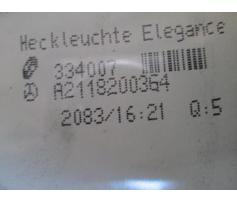 Heckleuchte Elegance
334007
A2118200364
2083/16:21 Q:5